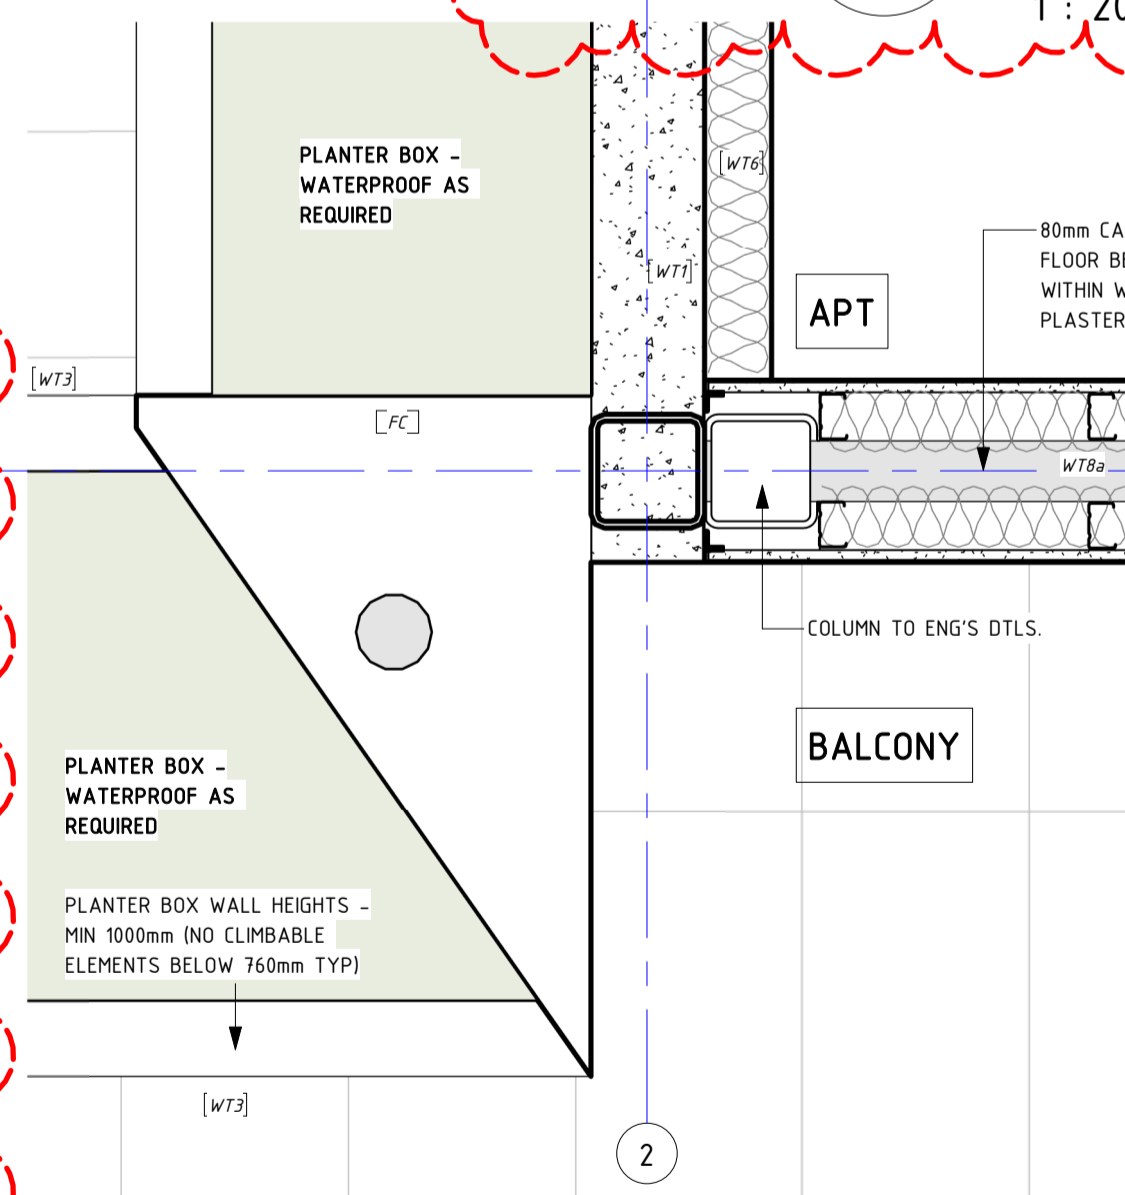 1 : 20
PLANTER BOX -
WATERPROOF AS
REQUIRED
[WT6]
[WT1]
80mm
FLOOR
WITHIN
PLASTER
APT
[WT3]
[FC]
WT8a
COLUMN TO ENG'S DTLS.
BALCONY
PLANTER BOX -
WATERPROOF AS
REQUIRED
PLANTER BOX WALL HEIGHTS -
MIN 1000mm (NO CLIMBABLE
ELEMENTS BELOW 760mm TYP)
[WT3]
2